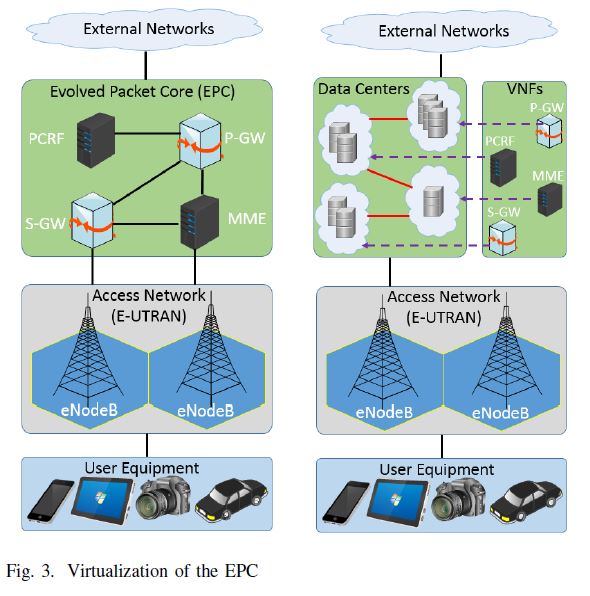 External Networks
Evolved Packet Core (EPC)
PCRF
P-GW
S-GW
MME
Access Network
(E-UTRAN)
eNodeB
eNodeB
User Equipment
External Networks
Data Centers
VNFs
P-GW
PCRF
MME
S-GW
Access Network
(E-UTRAN)
eNodeB
eNodeB
User Equipment
Fig. 3. Virtualization of the EPC